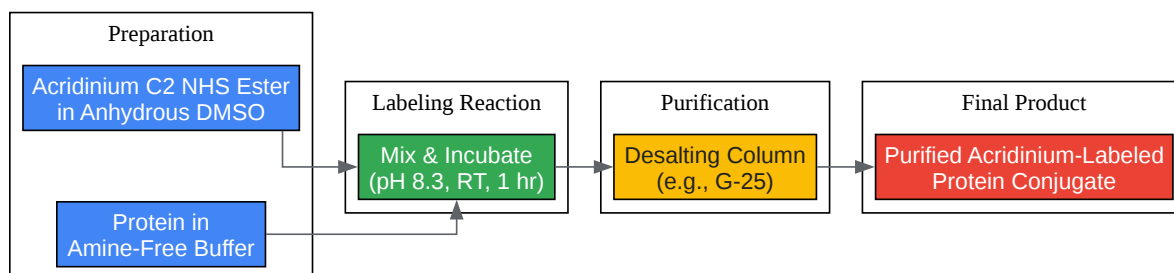 Preparation
Acridinium C2 NHS Ester
in Anhydrous DMSO
Protein in
Amine-Free Buffer
Labeling Reaction
Mix & Incubate
(pH 8.3, RT, 1 hr)
Purification
Desalting Column
(e.g., G-25)
Final Product
Purified Acridinium-Labeled
Protein Conjugate